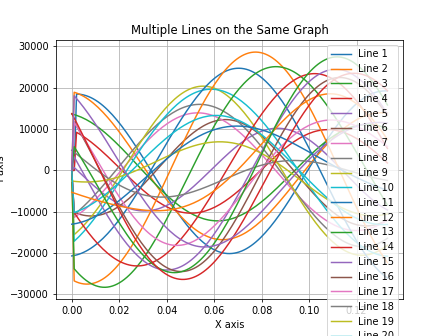 Multiple Lines on the Same Graph
30000
20000
10000
0
−10000
−20000
−30000
0.00
0.02
0.04
0.06
0.08
0.10
X axis
Line 1
Line 2
Line 3
Line 4
Line 5
Line 6
Line 7
Line 8
Line 9
Line 10
Line 11
Line 12
Line 13
Line 14
Line 15
Line 16
Line 17
Line 18
Line 19
Line 20